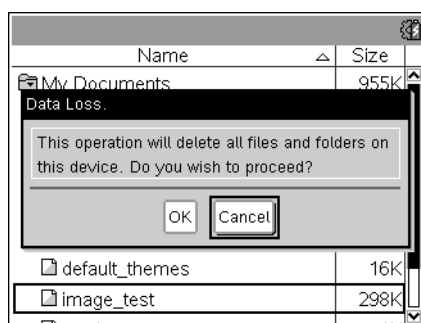 Name Size
My Documents 955K
Data Loss.
This operation will delete all files and folders on
this device. Do you wish to proceed?
OK Cancel
default_themes 16K
image_test 298K